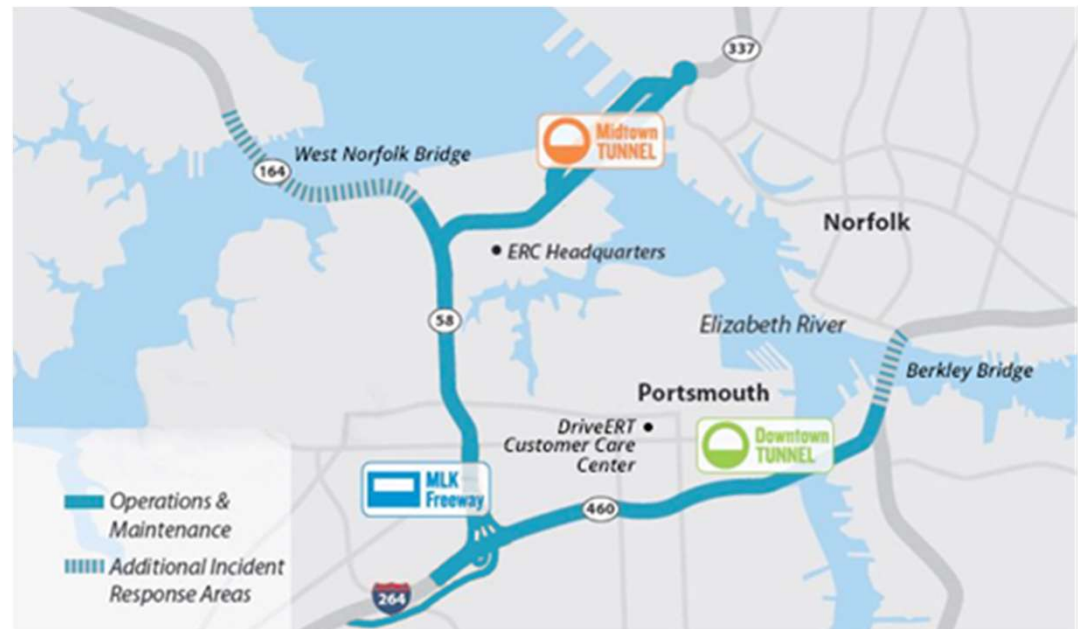 337
Midtown
TUNNEL
West Norfolk Bridge
164
Norfolk
ERC Headquarters
58
Elizabeth River
Berkley Bridge
Portsmouth
DriveERT
Customer Care
Center
Downtown
TUNNEL
MLK
Freeway
460
Operations &
Maintenance
Additional Incident
Response Areas
264